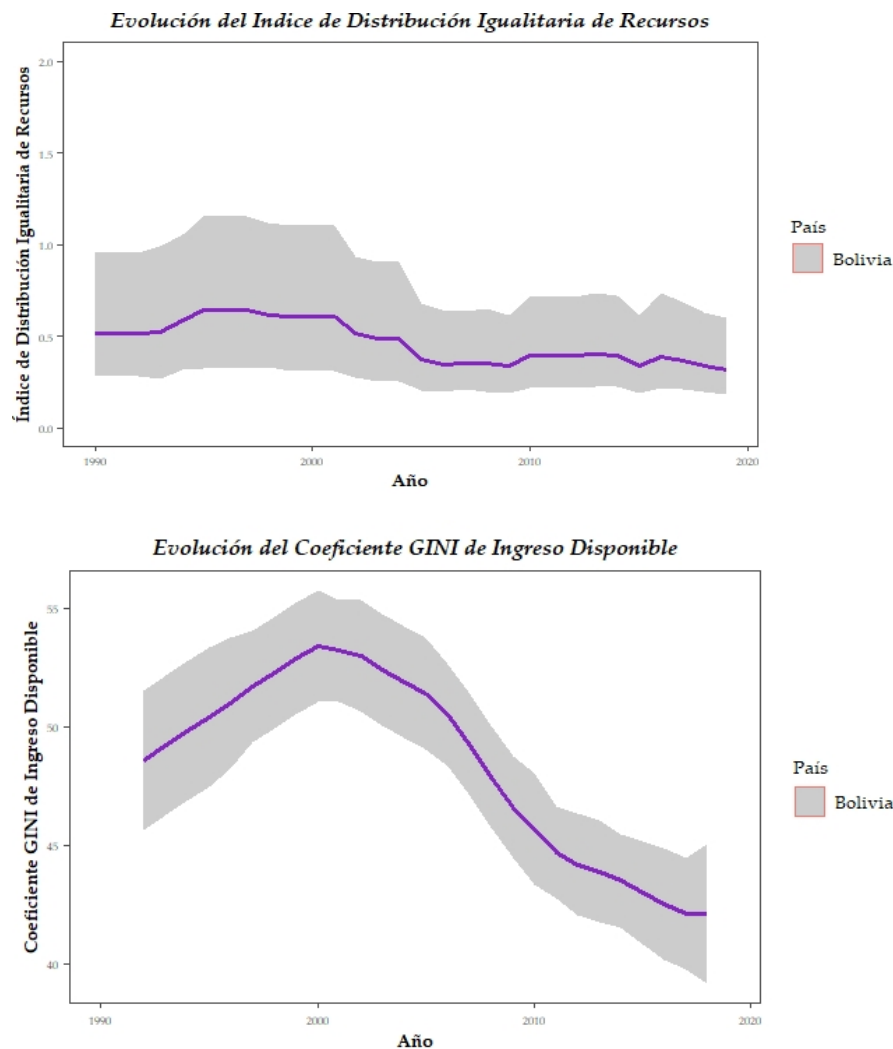 Evolución del Indice de Distribución Igualitaria de Recursos
Índice de Distribución Igualitaria de Recursos
2.0
1.5
1.0
0.5
0.0
1990
2000
2010
2020
Año
País
Bolivia
Evolución del Coeficiente GINI de Ingreso Disponible
Coeficiente GINI de Ingreso Disponible
55
50
45
40
1990
2000
2010
2020
Año
País
Bolivia